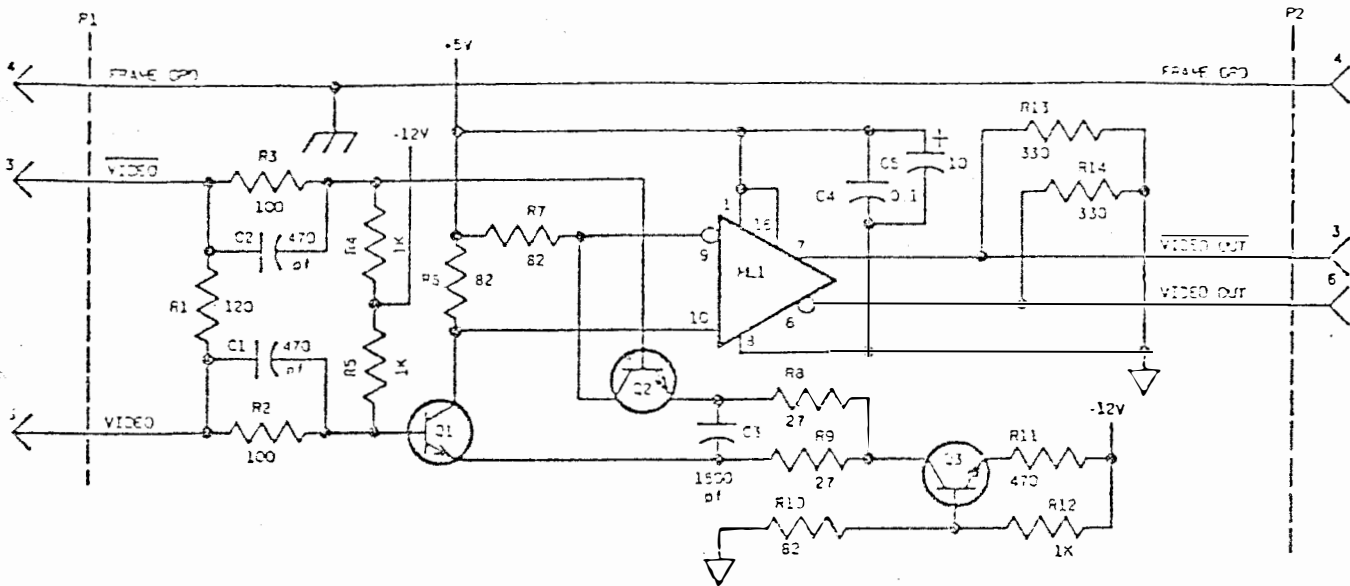 P1
P2
+5V
4
FRAME GRD
FRAME GRD
4
-12V
R13
330
3
VIDEO
R3
100
C5
10
C4
0.1
R14
330
1
16
R7
82
C2
470
pf
R4
1K
R6
82
9
7
VIDEO OUT
3
R1
120
10
6
VIDEO OUT
C1
470
pf
R5
1K
8
Q2
R8
27
5
VIDEO
R2
100
Q1
C3
1500
pf
R9
27
-12V
Q3
R11
470
R10
82
R12
1K